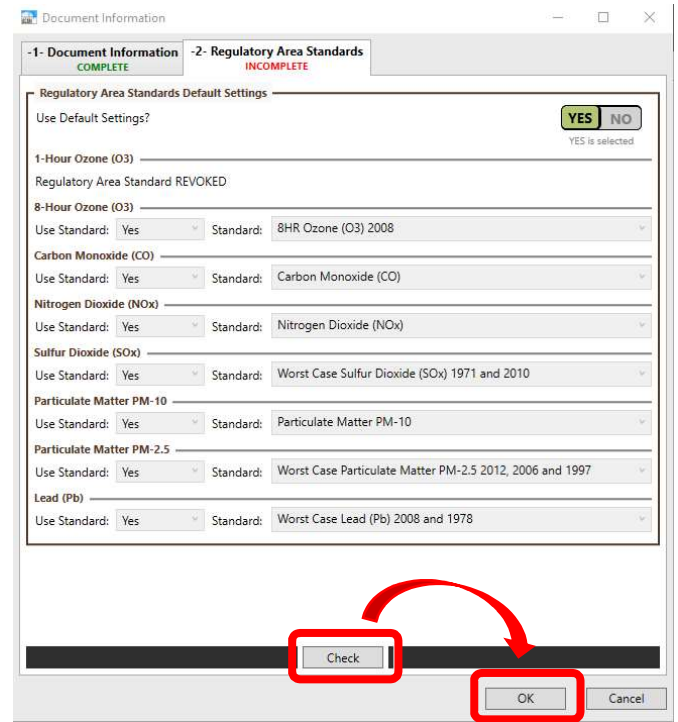 Document Information
-1- Document Information -2- Regulatory Area Standards
COMPLETE INCOMPLETE
Regulatory Area Standards Default Settings
Use Default Settings? YES NO
YES is selected
1-Hour Ozone (O3)
Regulatory Area Standard REVOKED
8-Hour Ozone (O3)
Use Standard: Yes Standard: 8HR Ozone (O3) 2008
Carbon Monoxide (CO)
Use Standard: Yes Standard: Carbon Monoxide (CO)
Nitrogen Dioxide (NOx)
Use Standard: Yes Standard: Nitrogen Dioxide (NOx)
Sulfur Dioxide (SOx)
Use Standard: Yes Standard: Worst Case Sulfur Dioxide (SOx) 1971 and 2010
Particulate Matter PM-10
Use Standard: Yes Standard: Particulate Matter PM-10
Particulate Matter PM-2.5
Use Standard: Yes Standard: Worst Case Particulate Matter PM-2.5 2012, 2006 and 1997
Lead (Pb)
Use Standard: Yes Standard: Worst Case Lead (Pb) 2008 and 1978
Check
OK Cancel